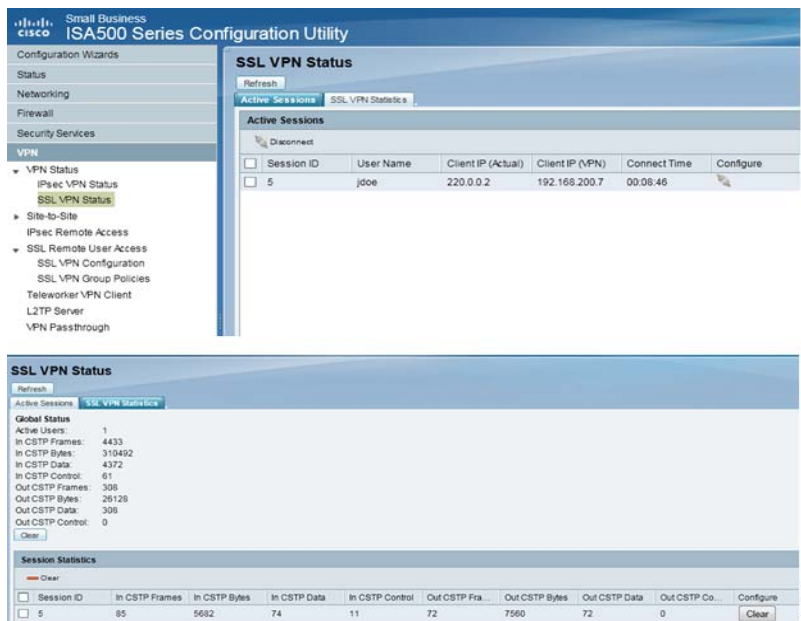 Small Business
cisco ISA500 Series Configuration Utility
Configuration Wizards
Status
Networking
Firewall
Security Services
VPN
VPN Status
IPsec VPN Status
SSL VPN Status
Site-to-Site
IPsec Remote Access
SSL Remote User Access
SSL VPN Configuration
SSL VPN Group Policies
Teleworker VPN Client
L2TP Server
VPN Passthrough
SSL VPN Status
Refresh
Active Sessions SSL VPN Statistics
Active Sessions
Disconnect
Session ID User Name Client IP (Actual) Client IP (VPN) Connect Time Configure
5 jdoe 220.0.0.2 192.168.200.7 00:08:46
SSL VPN Status
Refresh
Active Sessions SSL VPN Statistics
Global Status
Active Users: 1
In CSTP Frames: 4433
In CSTP Bytes: 310492
In CSTP Data: 4372
In CSTP Control: 61
Out CSTP Frames: 308
Out CSTP Bytes: 26128
Out CSTP Data: 308
Out CSTP Control: 0
Clear
Session Statistics
Clear
Session ID In CSTP Frames In CSTP Bytes In CSTP Data In CSTP Control Out CSTP Fra... Out CSTP Bytes Out CSTP Data Out CSTP Co... Configure
5 85 5682 74 11 72 7560 72 0 Clear